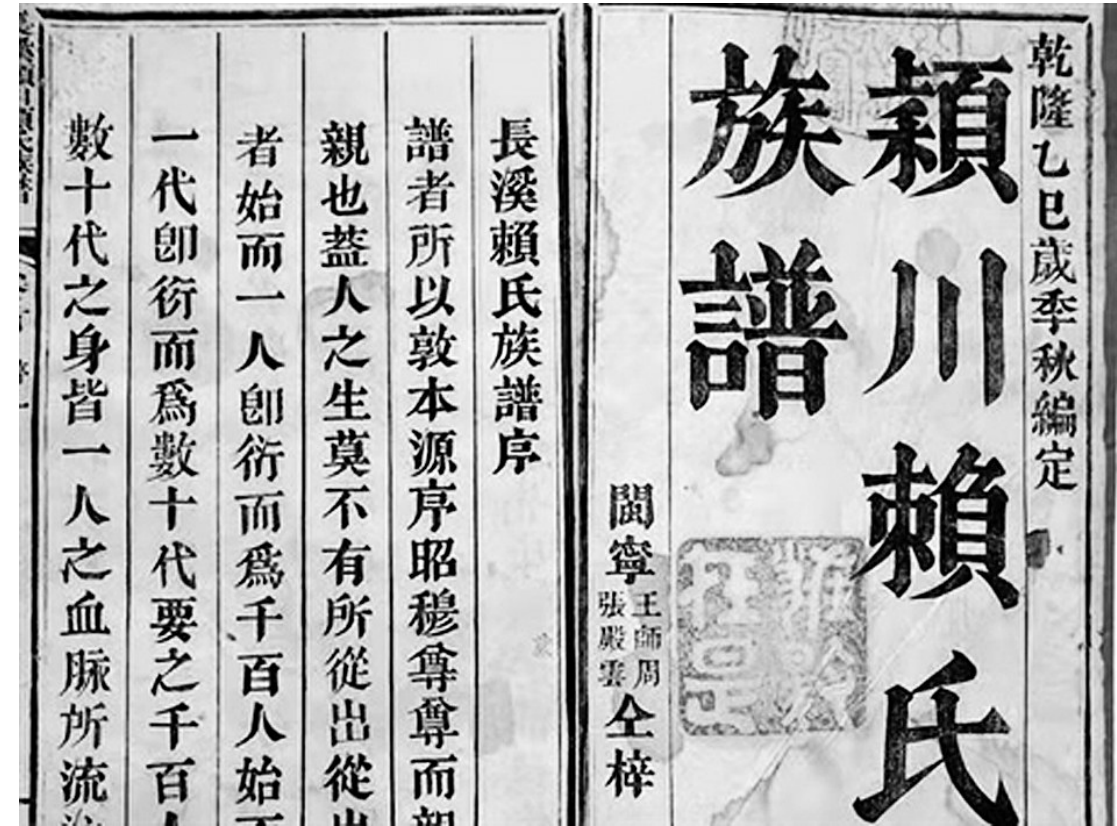 乾隆乙巳歲季秋編定
潁川賴氏
族譜
閩寧
王師周
張殿雲
仝梓
長溪賴氏族譜序
譜者所以敦本源序昭穆尊尊而親
親也葢人之生莫不有所從出從出
者始而一人卽衍而爲千百人始而
一代卽衍而爲數十代要之千百人
數十代之身皆一人之血脉所流